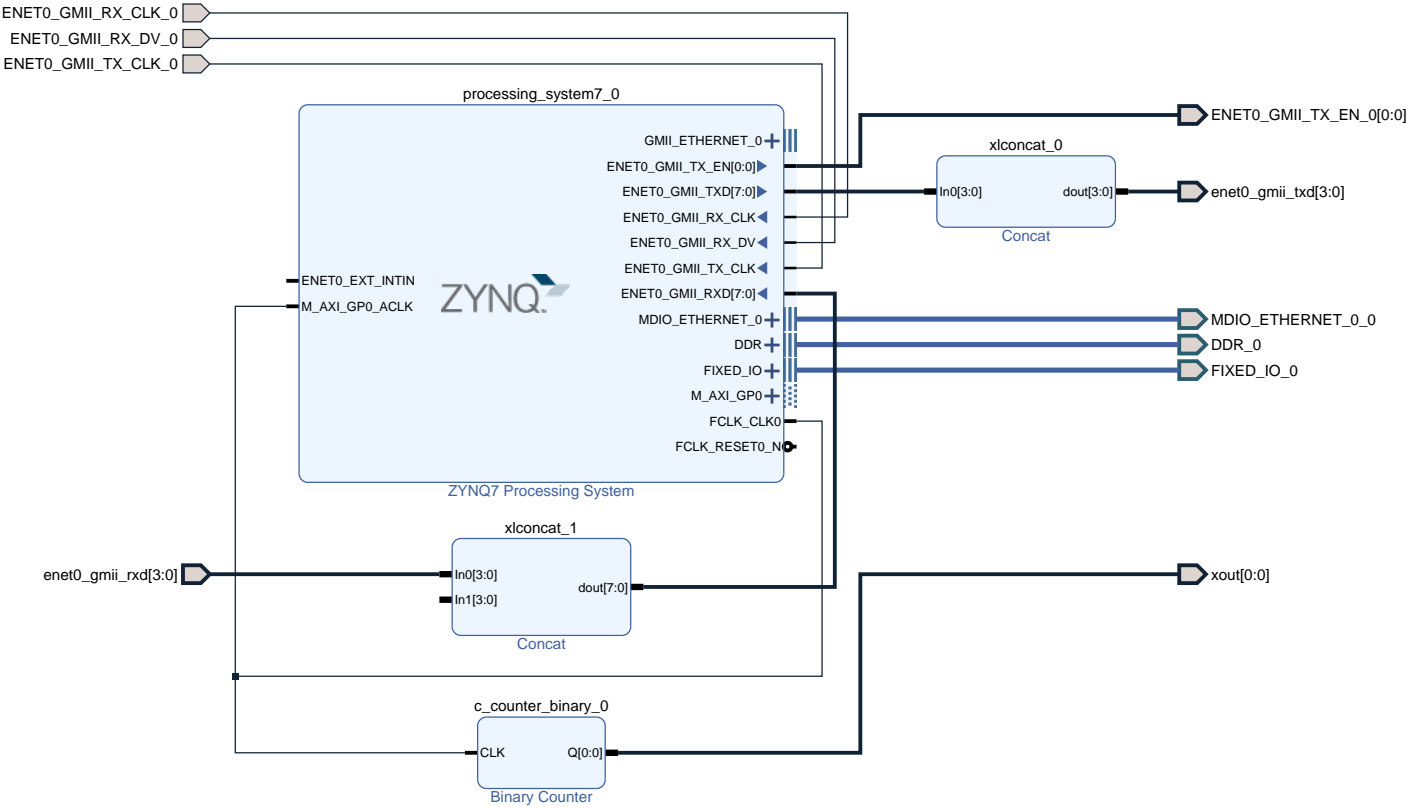 ENET0_GMII_RX_CLK_0
ENET0_GMII_RX_DV_0
ENET0_GMII_TX_CLK_0
processing_system7_0
GMII_ETHERNET_0
ENET0_GMII_TX_EN[0:0]
ENET0_GMII_TXD[7:0]
ENET0_GMII_RX_CLK
ENET0_GMII_RX_DV
ENET0_GMII_TX_CLK
ENET0_GMII_RXD[7:0]
MDIO_ETHERNET_0
DDR
FIXED_IO
M_AXI_GP0
FCLK_CLK0
FCLK_RESET0_N
ENET0_EXT_INTIN
M_AXI_GP0_ACLK
ZYNQ
ZYNQ7 Processing System
ENET0_GMII_TX_EN_0[0:0]
xlconcat_0
In0[3:0]
dout[3:0]
Concat
enet0_gmii_txd[3:0]
MDIO_ETHERNET_0_0
DDR_0
FIXED_IO_0
xlconcat_1
enet0_gmii_rxd[3:0]
In0[3:0]
In1[3:0]
dout[7:0]
Concat
xout[0:0]
c_counter_binary_0
CLK
Q[0:0]
Binary Counter